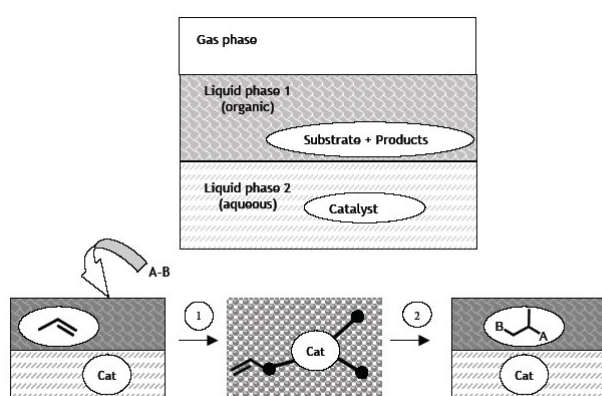 Gas phase
Liquid phase 1
(organic)
Substrate + Products
Liquid phase 2
(aqueous)
Catalyst
A-B
1
2
B
A
Cat
Cat
Cat